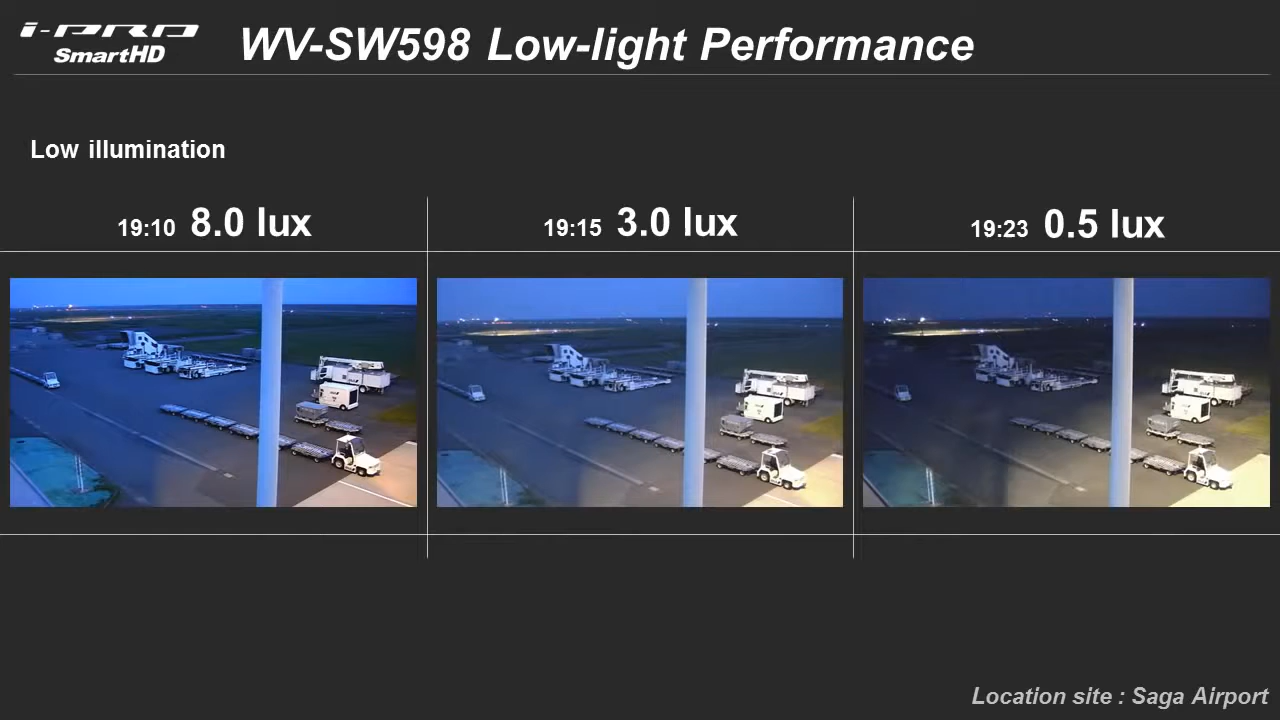 i-PRO
SmartHD
WV-SW598 Low-light Performance
Low illumination
19:10 8.0 lux
19:15 3.0 lux
19:23 0.5 lux
Location site : Saga Airport